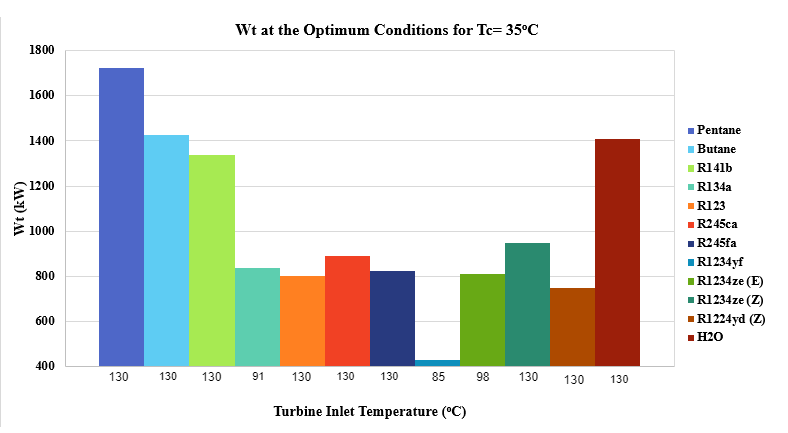 Wt at the Optimum Conditions for Tc= 35ºC
1800
1600
1400
1200
1000
800
600
400
Wt (kW)
130 130 130 91 130 130 130 85 98 130 130 130
Turbine Inlet Temperature (ºC)
Pentane
Butane
R141b
R134a
R123
R245ca
R245fa
R1234yf
R1234ze (E)
R1234ze (Z)
R1224yd (Z)
H2O